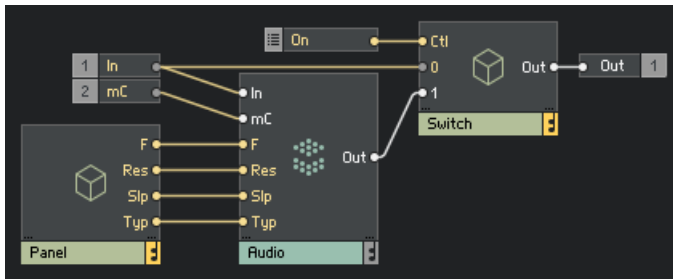 On
Ctl
1 In
0
Out
Out 1
2 mC
In
1
mC
Switch
F
F
Res
Res
Out
Slp
Slp
Typ
Typ
Panel
Audio